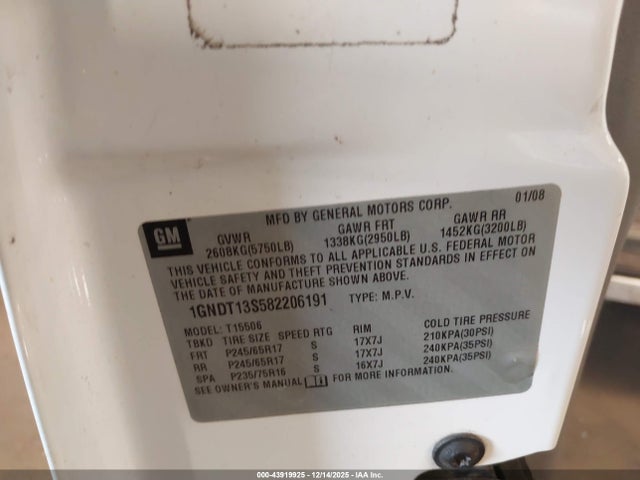 MFD BY GENERAL MOTORS CORP. 01/08
GM
GVWR GAWR FRT GAWR RR
2608KG(5750LB) 1338KG(2950LB) 1452KG(3200LB)
THIS VEHICLE CONFORMS TO ALL APPLICABLE U.S. FEDERAL MOTOR
VEHICLE SAFETY AND THEFT PREVENTION STANDARDS IN EFFECT ON
THE DATE OF MANUFACTURE SHOWN ABOVE.
1GNDT13S582206191 TYPE: M.P.V.
MODEL: T15506
TBKD TIRE SIZE SPEED RTG RIM COLD TIRE PRESSURE
FRT P245/65R17 S 17X7J 210KPA(30PSI)
RR P245/65R17 S 17X7J 240KPA(35PSI)
SPA P235/75R16 S 16X7J 240KPA(35PSI)
SEE OWNER'S MANUAL FOR MORE INFORMATION.
000-43919925 - 12/14/2025 - IAA Inc.